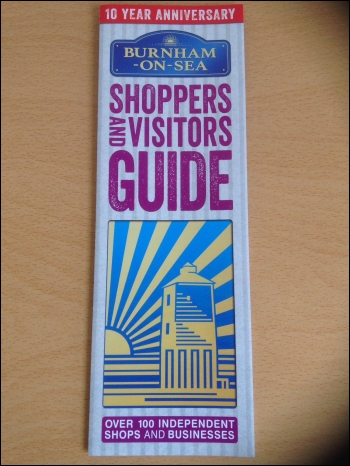 10 YEAR ANNIVERSARY
BURNHAM
-ON-SEA
SHOPPERS
AND VISITORS
GUIDE
OVER 100 INDEPENDENT
SHOPS AND BUSINESSES